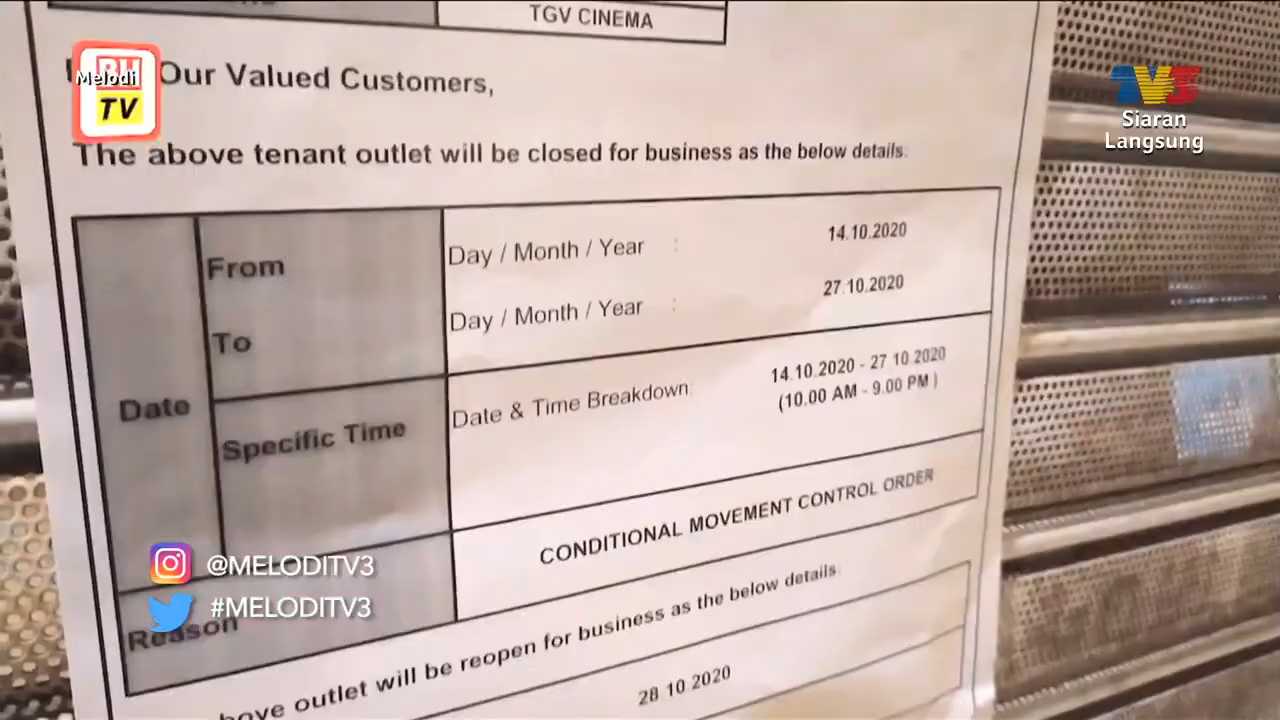 TGV CINEMA
BH
TV
Melodi
Our Valued Customers,
TV3
Siaran
Langsung
The above tenant outlet will be closed for business as the below details.
Date
From
Day / Month / Year : 14.10.2020
To
Day / Month / Year : 27.10.2020
Specific Time
Date & Time Breakdown: 14.10.2020 - 27 10 2020
(10.00 AM - 9.00 PM )
Reason
CONDITIONAL MOVEMENT CONTROL ORDER
outlet will be reopen for business as the below details
28 10 2020
@MELODITV3
#MELODITV3